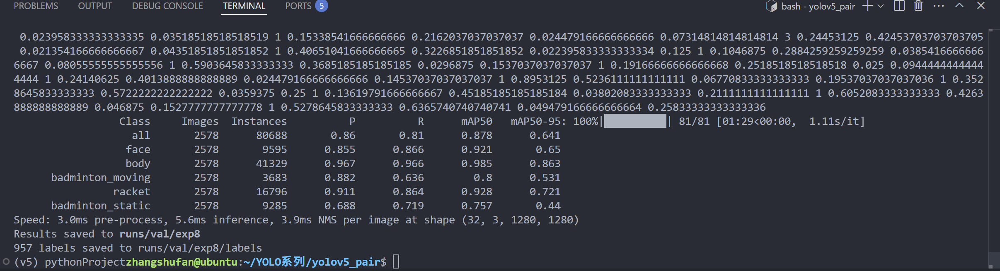 PROBLEMS OUTPUT DEBUG CONSOLE TERMINAL PORTS 5 bash - yolov5_pair
0.023958333333333335 0.03518518518518519 1 0.15338541666666666 0.2162037037037037 0.024479166666666666 0.07314814814814814 3 0.24453125 0.42453703703703705
0.021354166666666667 0.04351851851851852 1 0.40651041666666665 0.3226851851851852 0.022395833333333334 0.125 1 0.1046875 0.2884259259259259 0.0385416666666
6667 0.08055555555555556 1 0.5903645833333333 0.3685185185185185 0.0296875 0.1537037037037037 1 0.19166666666666668 0.2518518518518518 0.025 0.0944444444444
4444 1 0.24140625 0.4013888888888889 0.024479166666666666 0.14537037037037037 1 0.8953125 0.5236111111111111 0.06770833333333333 0.19537037037037036 1 0.352
8645833333333 0.5722222222222222 0.0359375 0.25 1 0.13619791666666667 0.45185185185185184 0.03802083333333333 0.2111111111111111 1 0.6052083333333333 0.4263
888888888889 0.046875 0.1527777777777778 1 0.5278645833333333 0.6365740740740741 0.049479166666666664 0.25833333333333336
Class Images Instances P R mAP50 mAP50-95: 100%|██████████| 81/81 [01:29<00:00, 1.11s/it]
all 2578 80688 0.86 0.81 0.878 0.641
face 2578 9595 0.855 0.866 0.921 0.65
body 2578 41329 0.967 0.966 0.985 0.863
badminton_moving 2578 3683 0.882 0.636 0.8 0.531
racket 2578 16796 0.911 0.864 0.928 0.721
badminton_static 2578 9285 0.688 0.719 0.757 0.44
Speed: 3.0ms pre-process, 5.6ms inference, 3.9ms NMS per image at shape (32, 3, 1280, 1280)
Results saved to runs/val/exp8
957 labels saved to runs/val/exp8/labels
(v5) pythonProjectzhangshufan@ubuntu:~/YOLO系列/yolov5_pair$